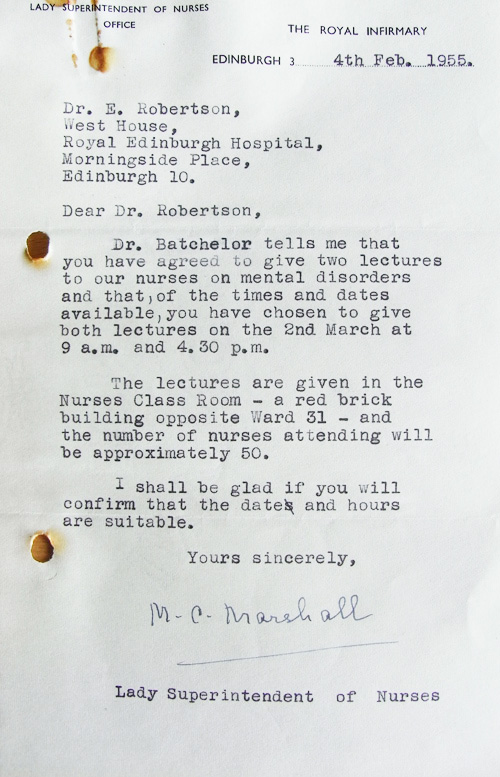 LADY SUPERINTENDENT OF NURSES
OFFICE
THE ROYAL INFIRMARY
EDINBURGH 3 4th Feb. 1955.
Dr. E. Robertson,
West House,
Royal Edinburgh Hospital,
Morningside Place,
Edinburgh 10.
Dear Dr. Robertson,
Dr. Batchelor tells me that
you have agreed to give two lectures
to our nurses on mental disorders
and that, of the times and dates
available, you have chosen to give
both lectures on the 2nd March at
9 a.m. and 4.30 p.m.
The lectures are given in the
Nurses Class Room - a red brick
building opposite Ward 31 - and
the number of nurses attending will
be approximately 50.
I shall be glad if you will
confirm that the date and hours
are suitable.
Yours sincerely,
M. C. Marshall
Lady Superintendent of Nurses